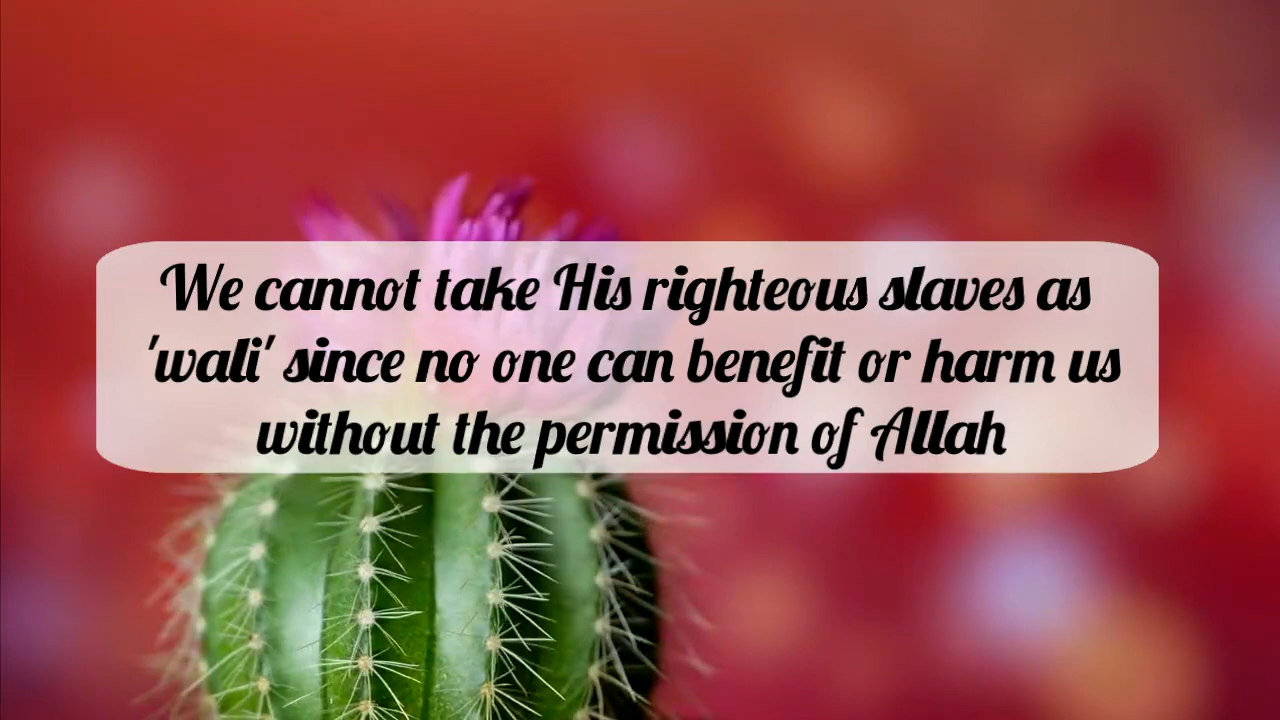 We cannot take His righteous slaves as
'wali' since no one can benefit or harm us
without the permission of Allah